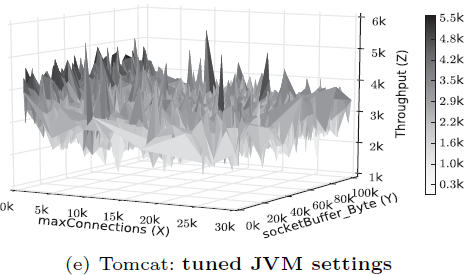 6k
5k
4k
3k
2k
1k
Throughput (Z)
5.5k
4.8k
4.2k
3.5k
2.9k
2.2k
1.6k
1.0k
0.3k
0k 5k 10k 15k 20k 25k 30k
maxConnections (X)
0k 20k 40k 60k 80k 100k
socketBuffer_Byte (Y)
(e) Tomcat: tuned JVM settings